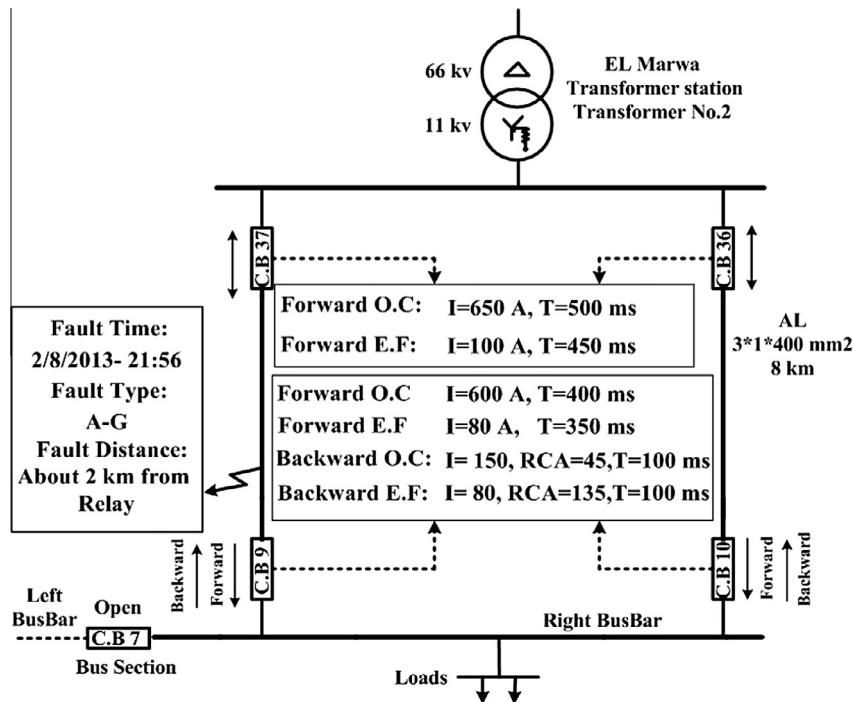 66 kv
11 kv
EL Marwa
Transformer station
Transformer No.2
C.B 37
C.B 36
Forward O.C: I=650 A, T=500 ms
Forward E.F: I=100 A, T=450 ms
AL
3*1*400 mm2
8 km
Fault Time:
2/8/2013- 21:56
Fault Type:
A-G
Fault Distance:
About 2 km from
Relay
Forward O.C I=600 A, T=400 ms
Forward E.F I=80 A, T=350 ms
Backward O.C: I= 150, RCA=45,T=100 ms
Backward E.F: I= 80, RCA=135,T=100 ms
Backward
Forward
C.B 9
C.B 10
Forward
Backward
Left
BusBar
Open
C.B 7
Bus Section
Right BusBar
Loads